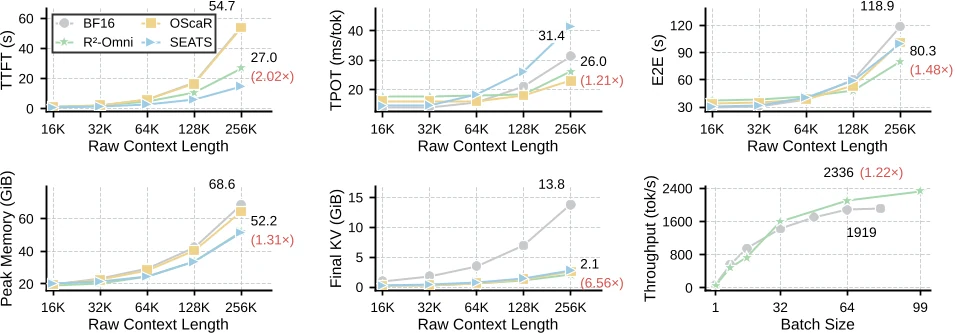 TTFT (s)
60
40
20
0
BF16
OScaR
R²-Omni
SEATS
54.7
27.0
(2.02×)
16K 32K 64K 128K 256K
Raw Context Length
TPOT (ms/tok)
40
30
20
31.4
26.0
(1.21×)
16K 32K 64K 128K 256K
Raw Context Length
E2E (s)
120
90
60
30
118.9
80.3
(1.48×)
16K 32K 64K 128K 256K
Raw Context Length
Peak Memory (GiB)
60
40
20
68.6
52.2
(1.31×)
16K 32K 64K 128K 256K
Raw Context Length
Final KV (GiB)
15
10
5
0
13.8
2.1
(6.56×)
16K 32K 64K 128K 256K
Raw Context Length
Throughput (tok/s)
2400
1600
800
0
2336 (1.22×)
1919
1 32 64 99
Batch Size